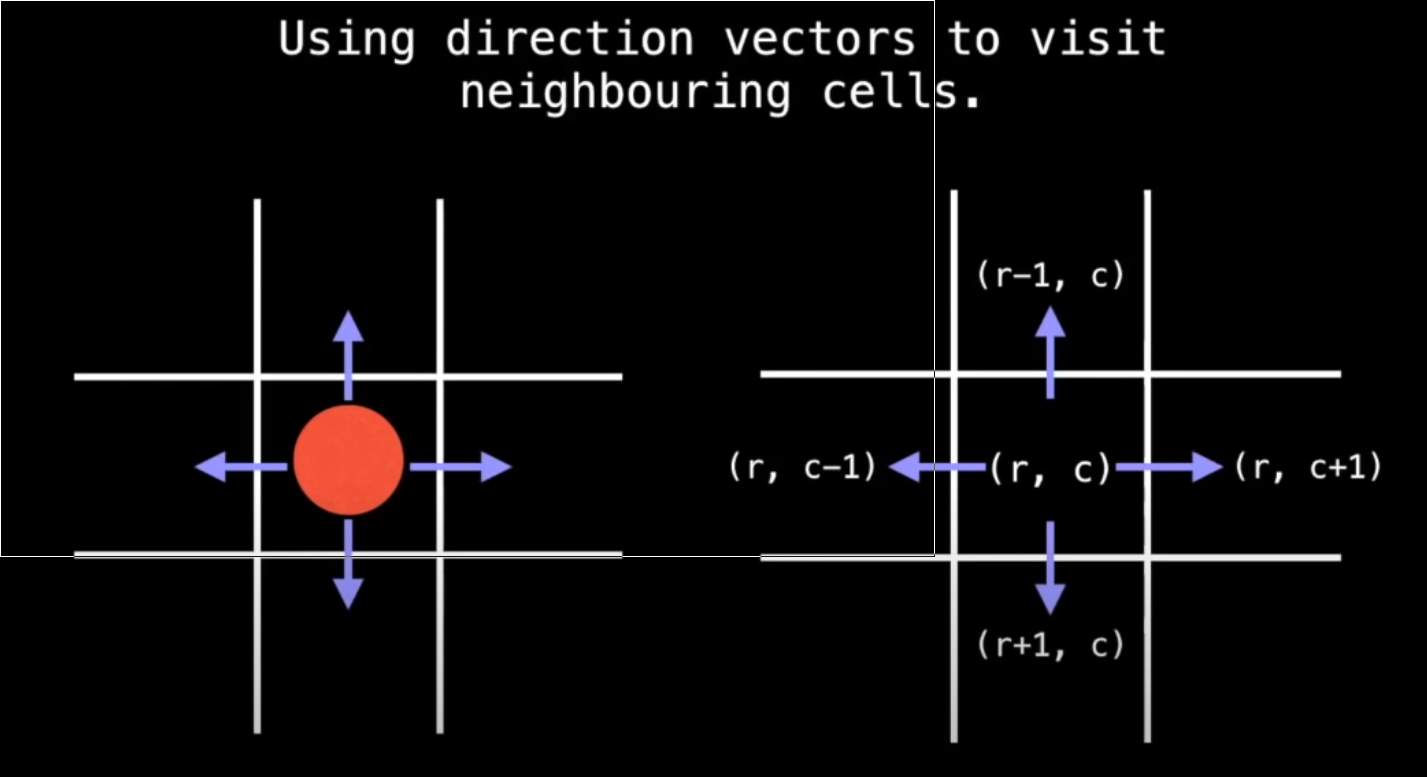 Using direction vectors to visit
neighbouring cells.
(r−1, c)
(r, c−1)
(r, c)
(r, c+1)
(r+1, c)